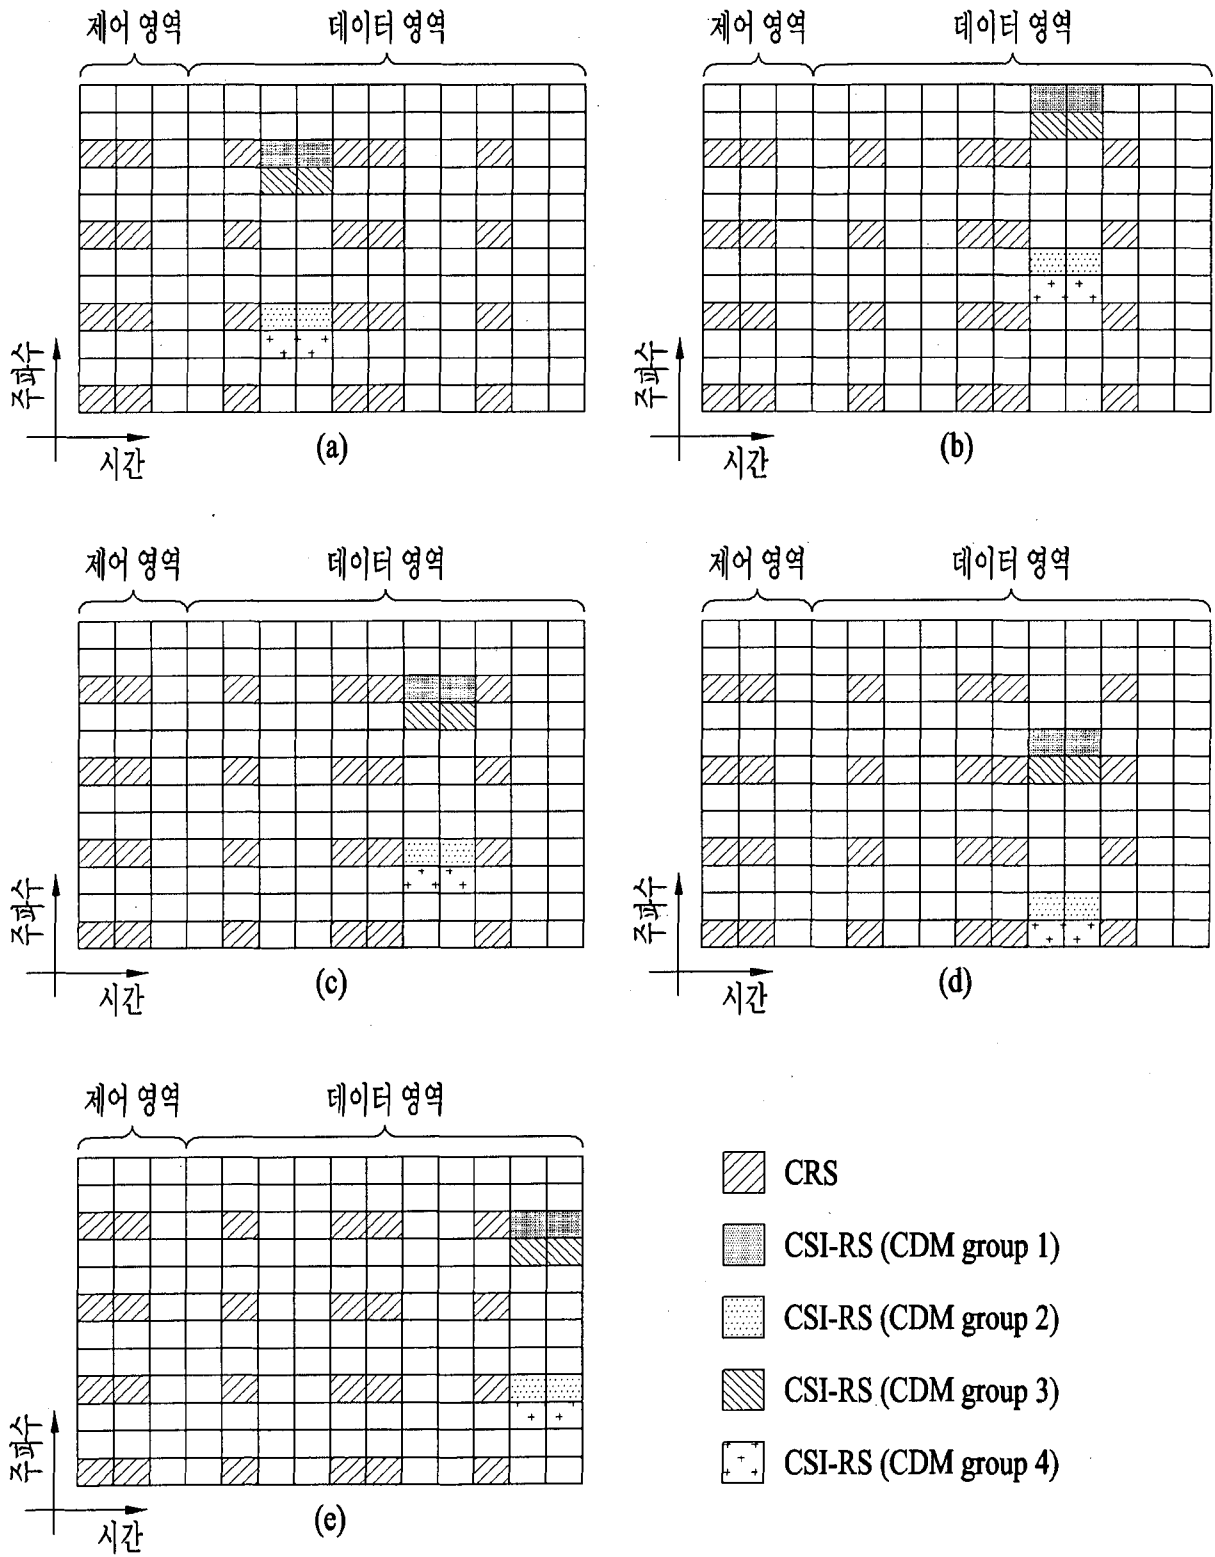 제어 영역 데이터 영역
주파수
시간
(a)
제어 영역 데이터 영역
주파수
시간
(b)
제어 영역 데이터 영역
주파수
시간
(c)
제어 영역 데이터 영역
주파수
시간
(d)
제어 영역 데이터 영역
주파수
시간
(e)
CRS
CSI-RS (CDM group 1)
CSI-RS (CDM group 2)
CSI-RS (CDM group 3)
CSI-RS (CDM group 4)